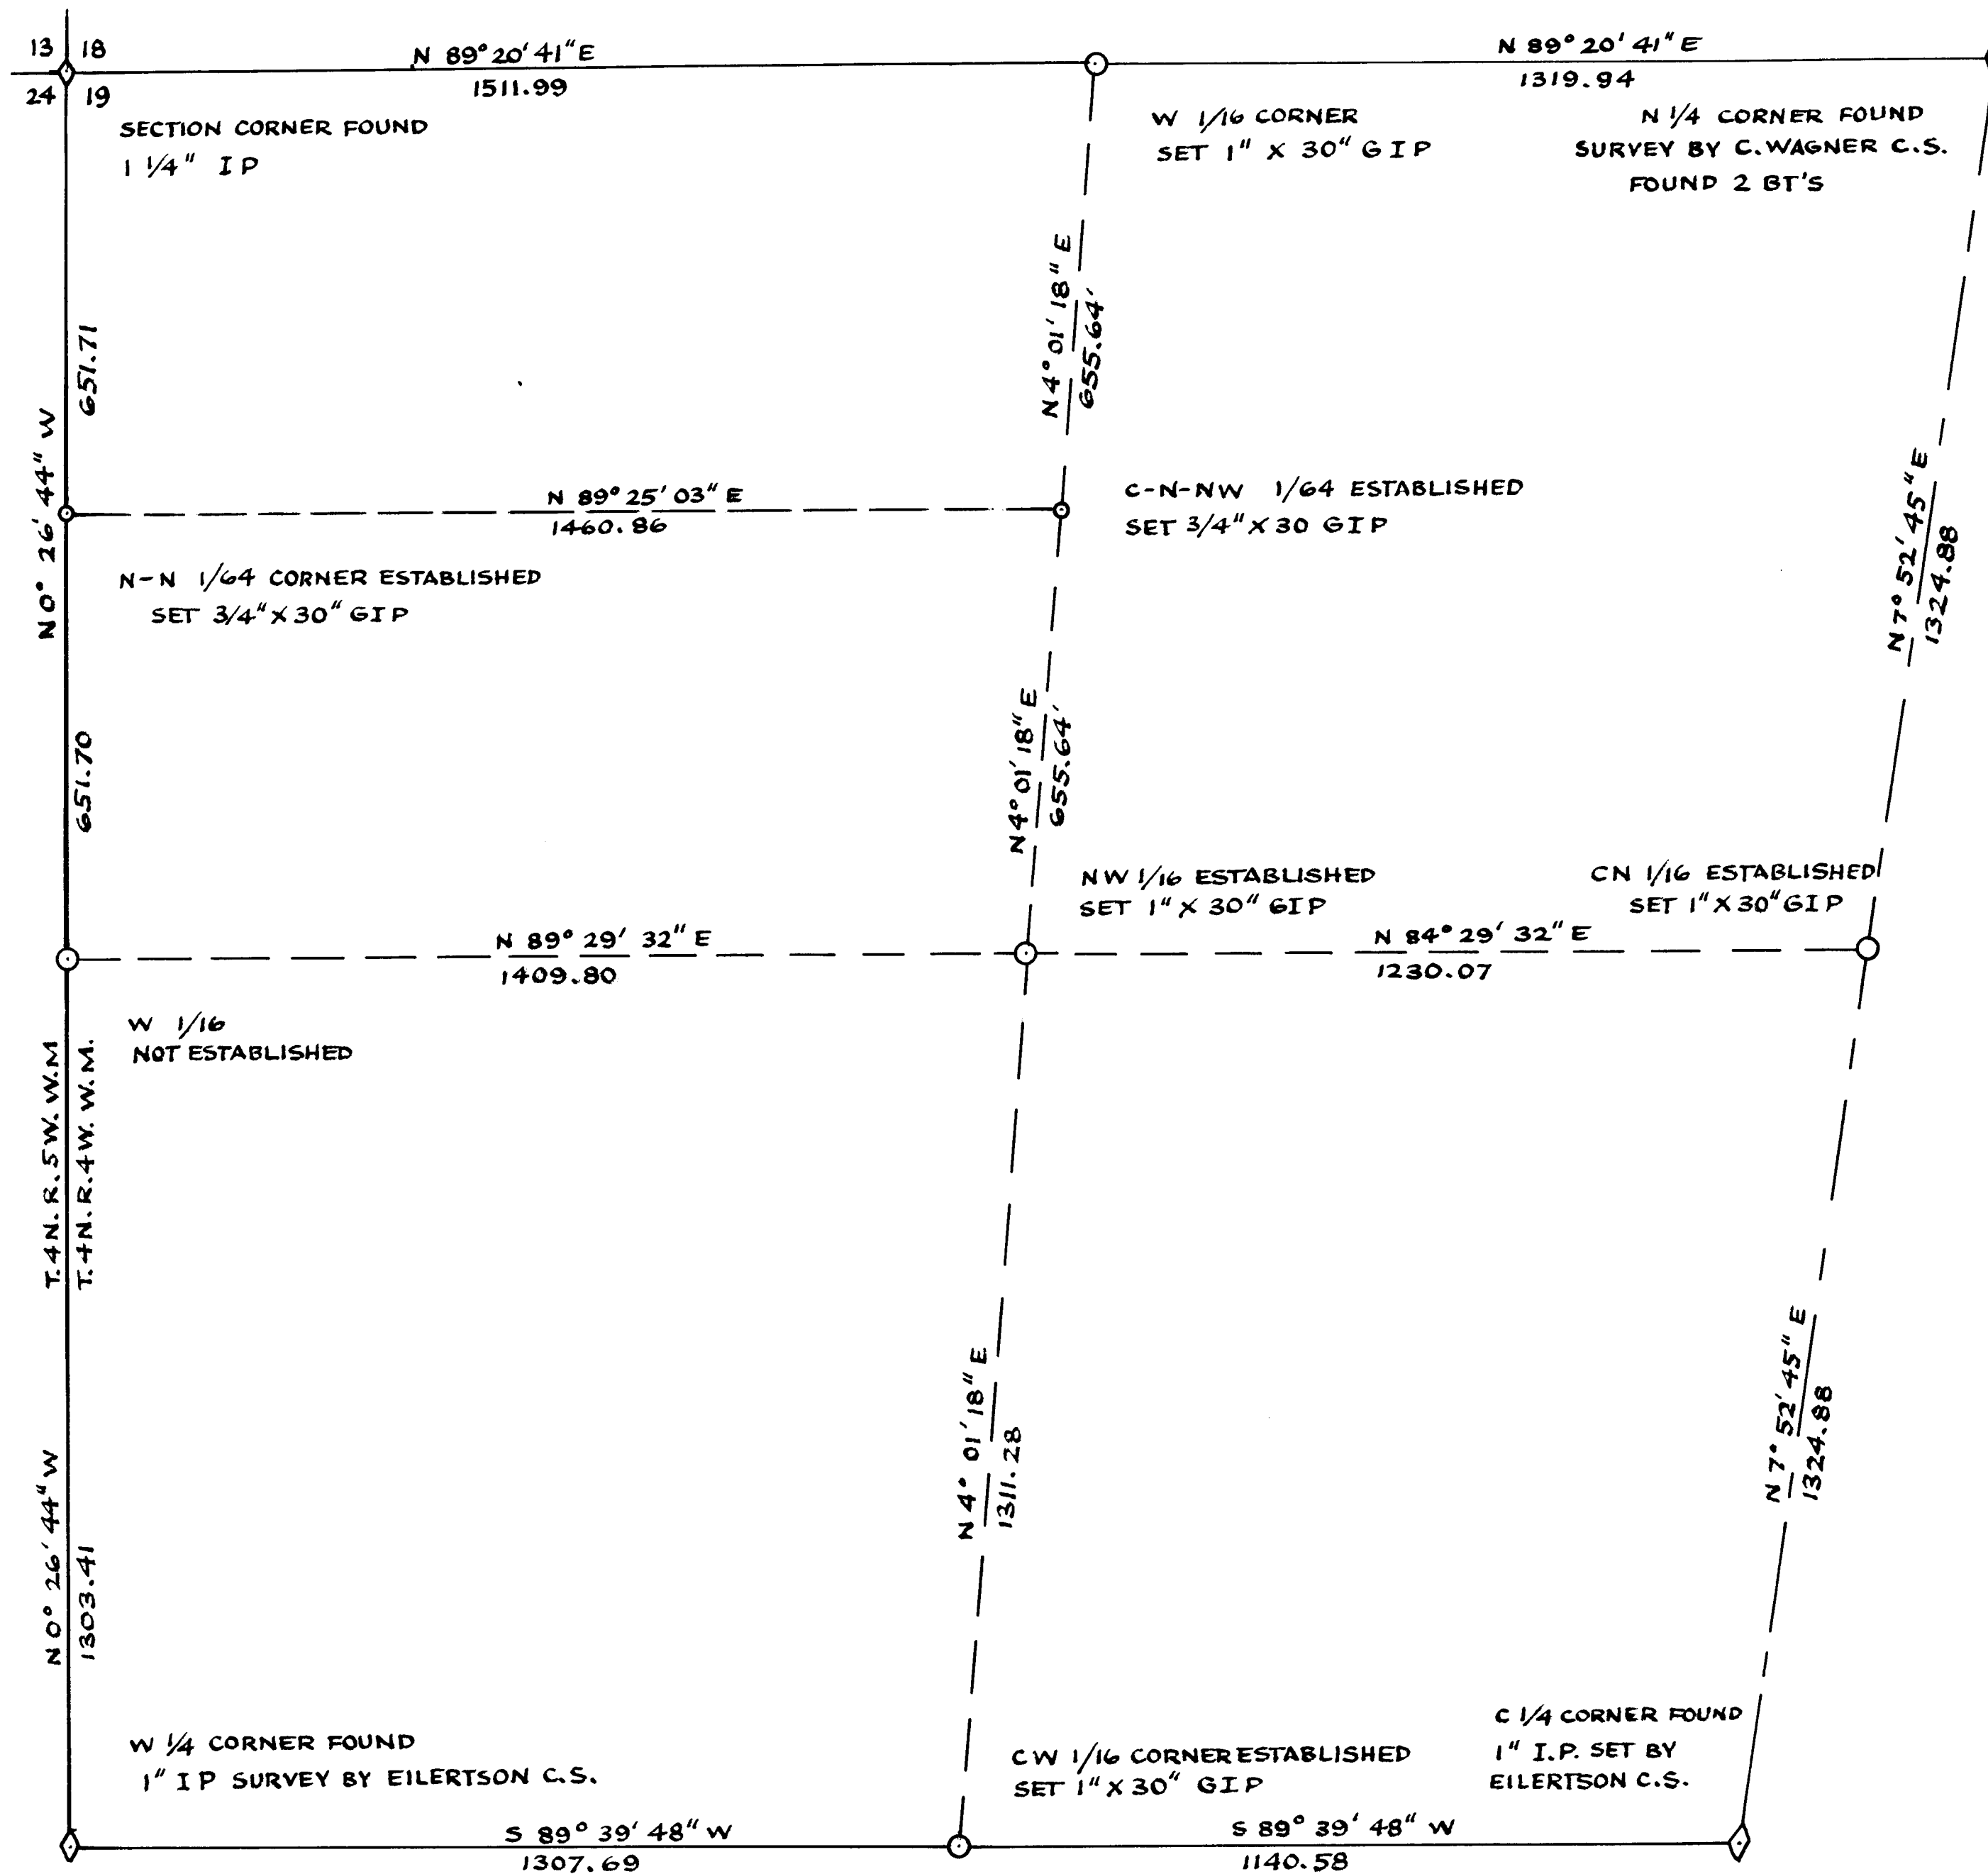 13 18
24 19
N 89° 20' 41" E
1511.99
N 89° 20' 41" E
1319.94
SECTION CORNER FOUND
1 1/4" I P
W 1/16 CORNER
SET 1" X 30" G I P
N 1/4 CORNER FOUND
SURVEY BY C. WAGNER C.S.
FOUND 2 BT'S
N 0° 26' 44" W
651.71
N 4° 01' 18" E
655.64'
N 89° 25' 03" E
1460.86
C-N-NW 1/64 ESTABLISHED
SET 3/4" X 30 GIP
N 7° 52' 45" E
1324.88
N-N 1/64 CORNER ESTABLISHED
SET 3/4" X 30" GIP
651.70
N 4° 01' 18" E
655.64'
NW 1/16 ESTABLISHED
SET 1" X 30" GIP
CN 1/16 ESTABLISHED
SET 1" X 30" GIP
N 89° 29' 32" E
1409.80
N 84° 29' 32" E
1230.07
W 1/16
NOT ESTABLISHED
T. 4 N. R. 5 W. W.M
T. 4 N. R. 4 W. W.M.
N 4° 01' 18" E
1311.28
N 7° 52' 45" E
1324.88
N 0° 26' 44" W
1303.41
W 1/4 CORNER FOUND
1" I P SURVEY BY EILERTSON C.S.
CW 1/16 CORNER ESTABLISHED
SET 1" X 30" GIP
C 1/4 CORNER FOUND
1" I.P. SET BY
EILERTSON C.S.
S 89° 39' 48" W
1307.69
S 89° 39' 48" W
1140.58